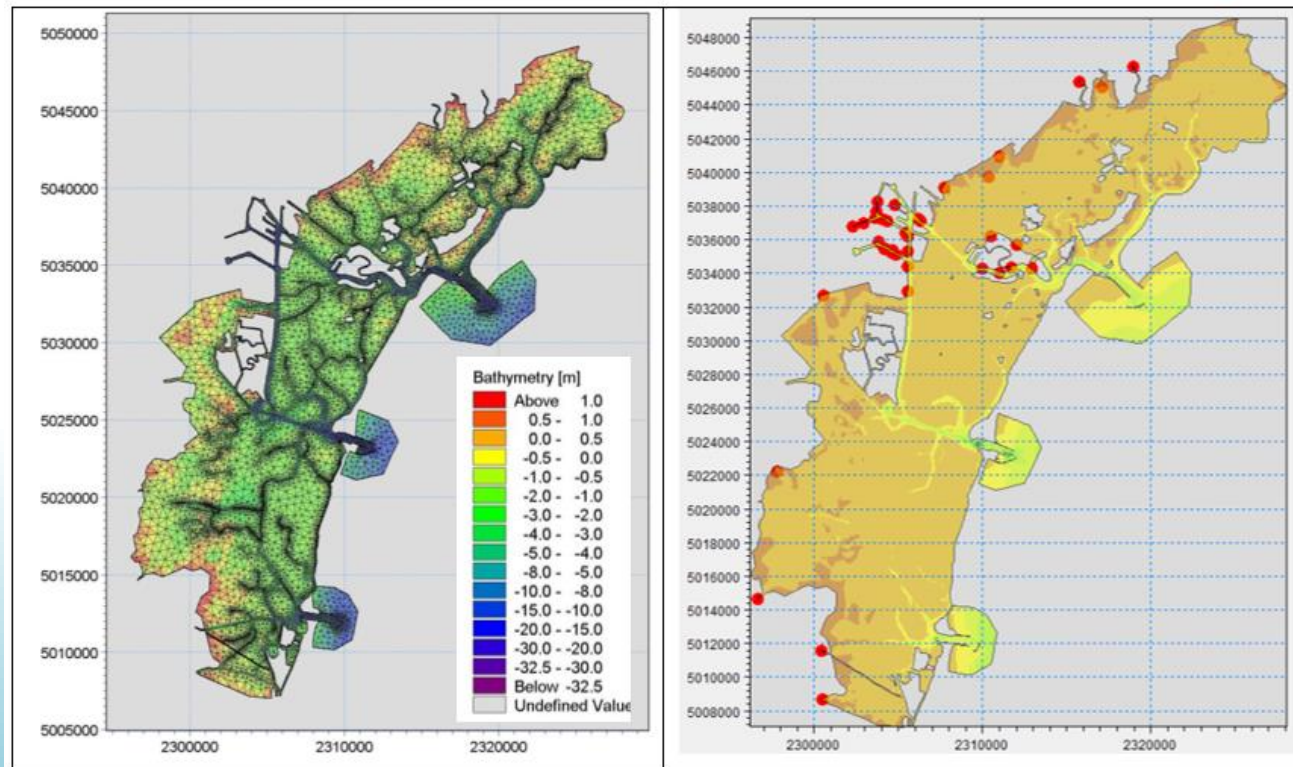 5050000
5045000
5040000
5035000
5030000
5025000
5020000
5015000
5010000
5005000
2300000 2310000 2320000
Bathymetry [m]
Above 1.0
0.5 - 1.0
0.0 - 0.5
-0.5 - 0.0
-1.0 - -0.5
-2.0 - -1.0
-3.0 - -2.0
-4.0 - -3.0
-5.0 - -4.0
-8.0 - -5.0
-10.0 - -8.0
-15.0 - -10.0
-20.0 - -15.0
-30.0 - -20.0
-32.5 - -30.0
Below -32.5
Undefined Value
5048000
5046000
5044000
5042000
5040000
5038000
5036000
5034000
5032000
5030000
5028000
5026000
5024000
5022000
5020000
5018000
5016000
5014000
5012000
5010000
5008000
2300000 2310000 2320000